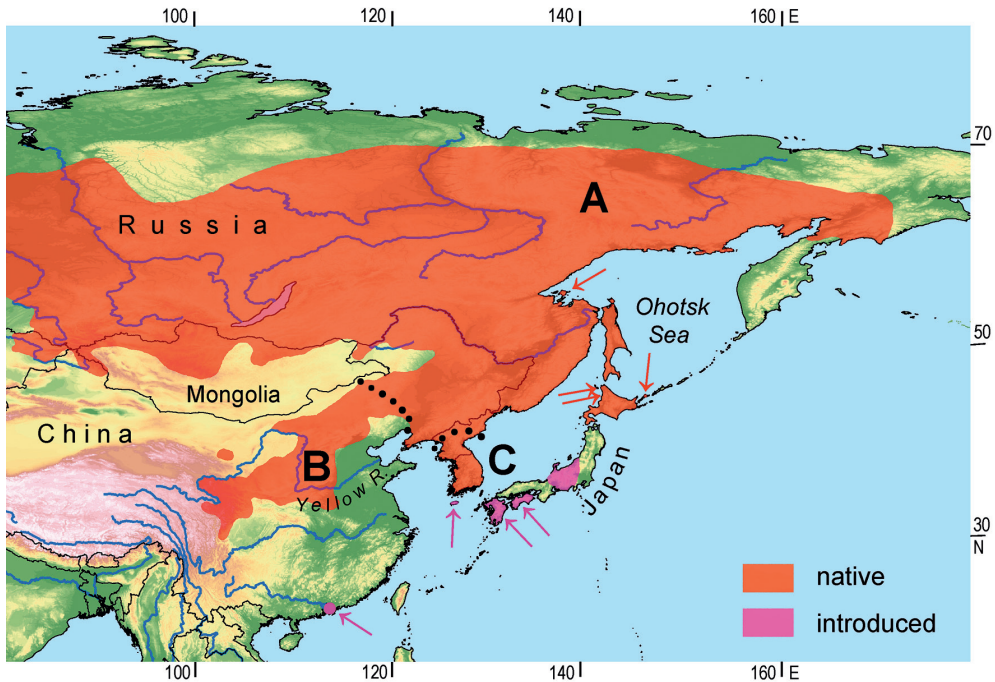 100 120 140 160 E
70
A
Russia
Ohotsk
Sea
50
Mongolia
China
B
C
Yellow R.
Japan
30
N
native
introduced
100 120 140 160 E